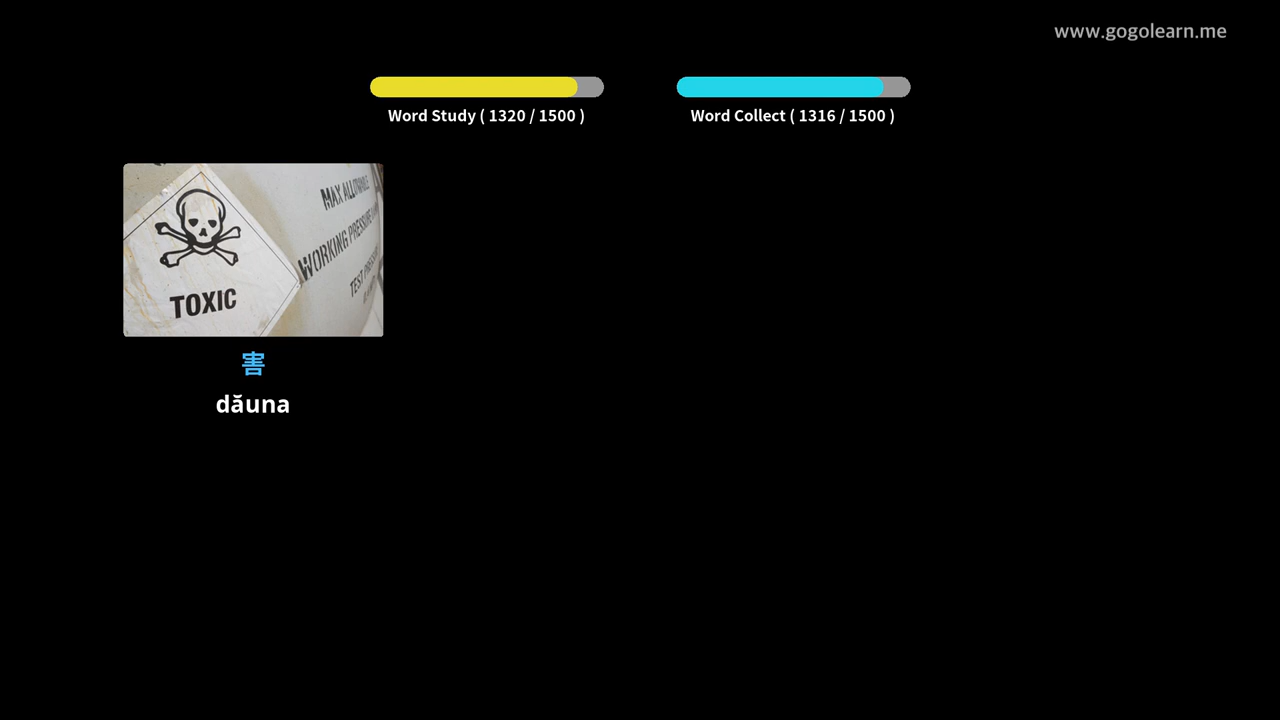 www.gogolearn.me
Word Study ( 1320 / 1500 )
Word Collect ( 1316 / 1500 )
MAX ALLOWABLE
WORKING PRESSURE
TEST
TOXIC
害
dăuna